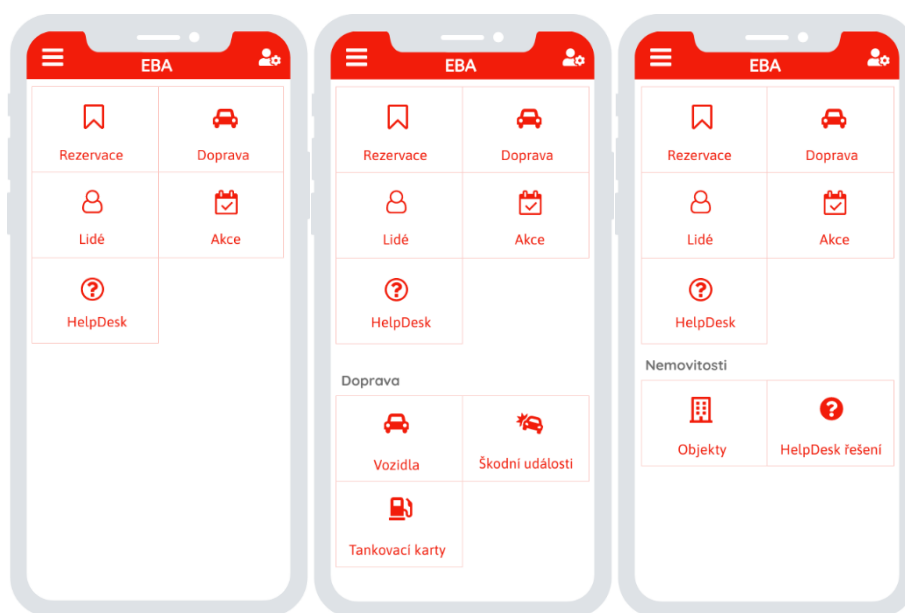 EBA
Rezervace
Doprava
Lidé
Akce
HelpDesk
EBA
Rezervace
Doprava
Lidé
Akce
HelpDesk
Doprava
Vozidla
Škodní události
Tankovací karty
EBA
Rezervace
Doprava
Lidé
Akce
HelpDesk
Nemovitosti
Objekty
HelpDesk řešení